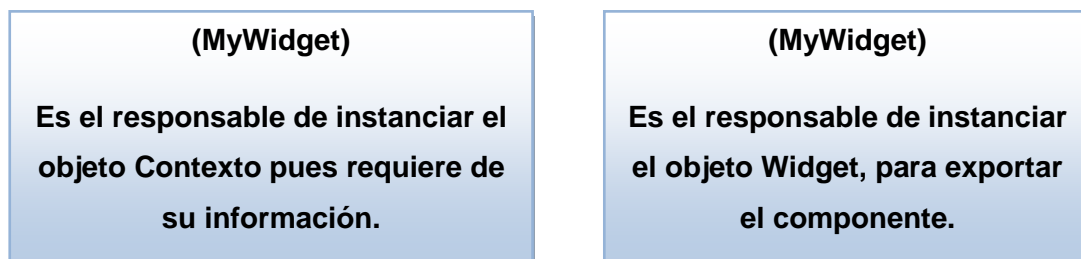 (MyWidget)
Es el responsable de instanciar el
objeto Contexto pues requiere de
su información.
(MyWidget)
Es el responsable de instanciar
el objeto Widget, para exportar
el componente.